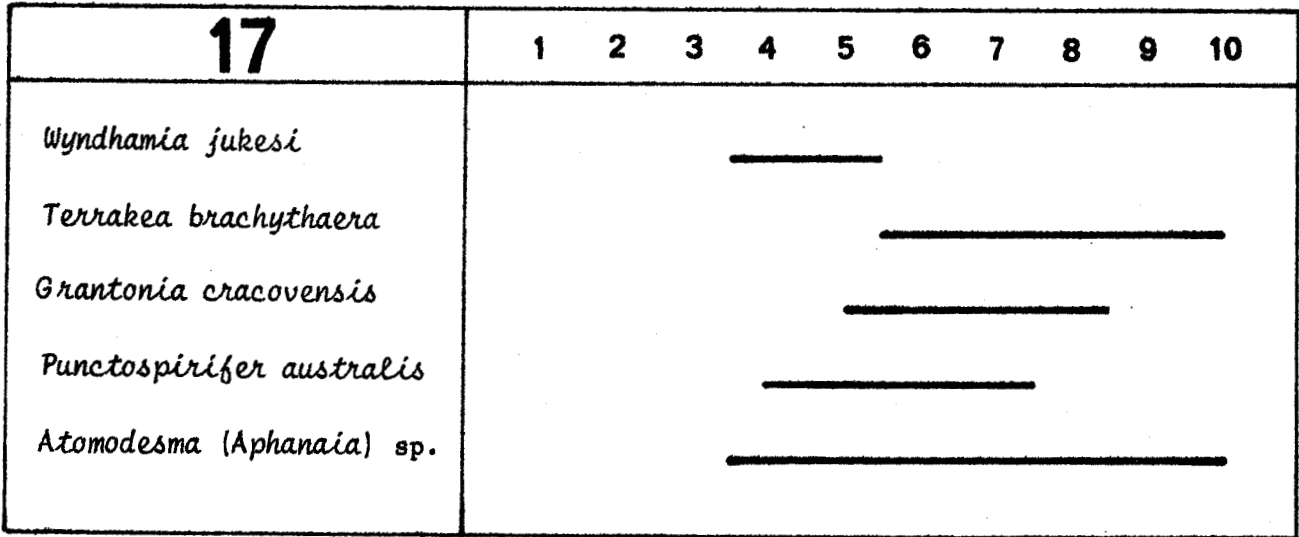 17 1 2 3 4 5 6 7 8 9 10
Wyndhamia jukesi
Terrakea brachythaera
Grantonia cracovensis
Punctospirifer australis
Atomodesma (Aphanaia) sp.